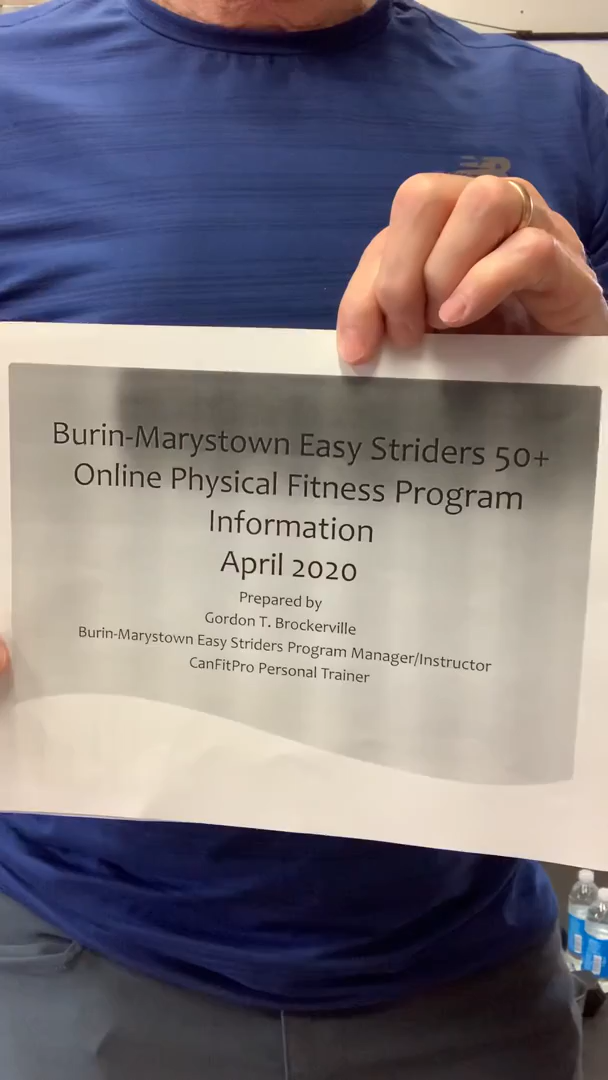 NB
Burin-Marystown Easy Striders 50+
Online Physical Fitness Program
Information
April 2020
Prepared by
Gordon T. Brockerville
Burin-Marystown Easy Striders Program Manager/Instructor
CanFitPro Personal Trainer